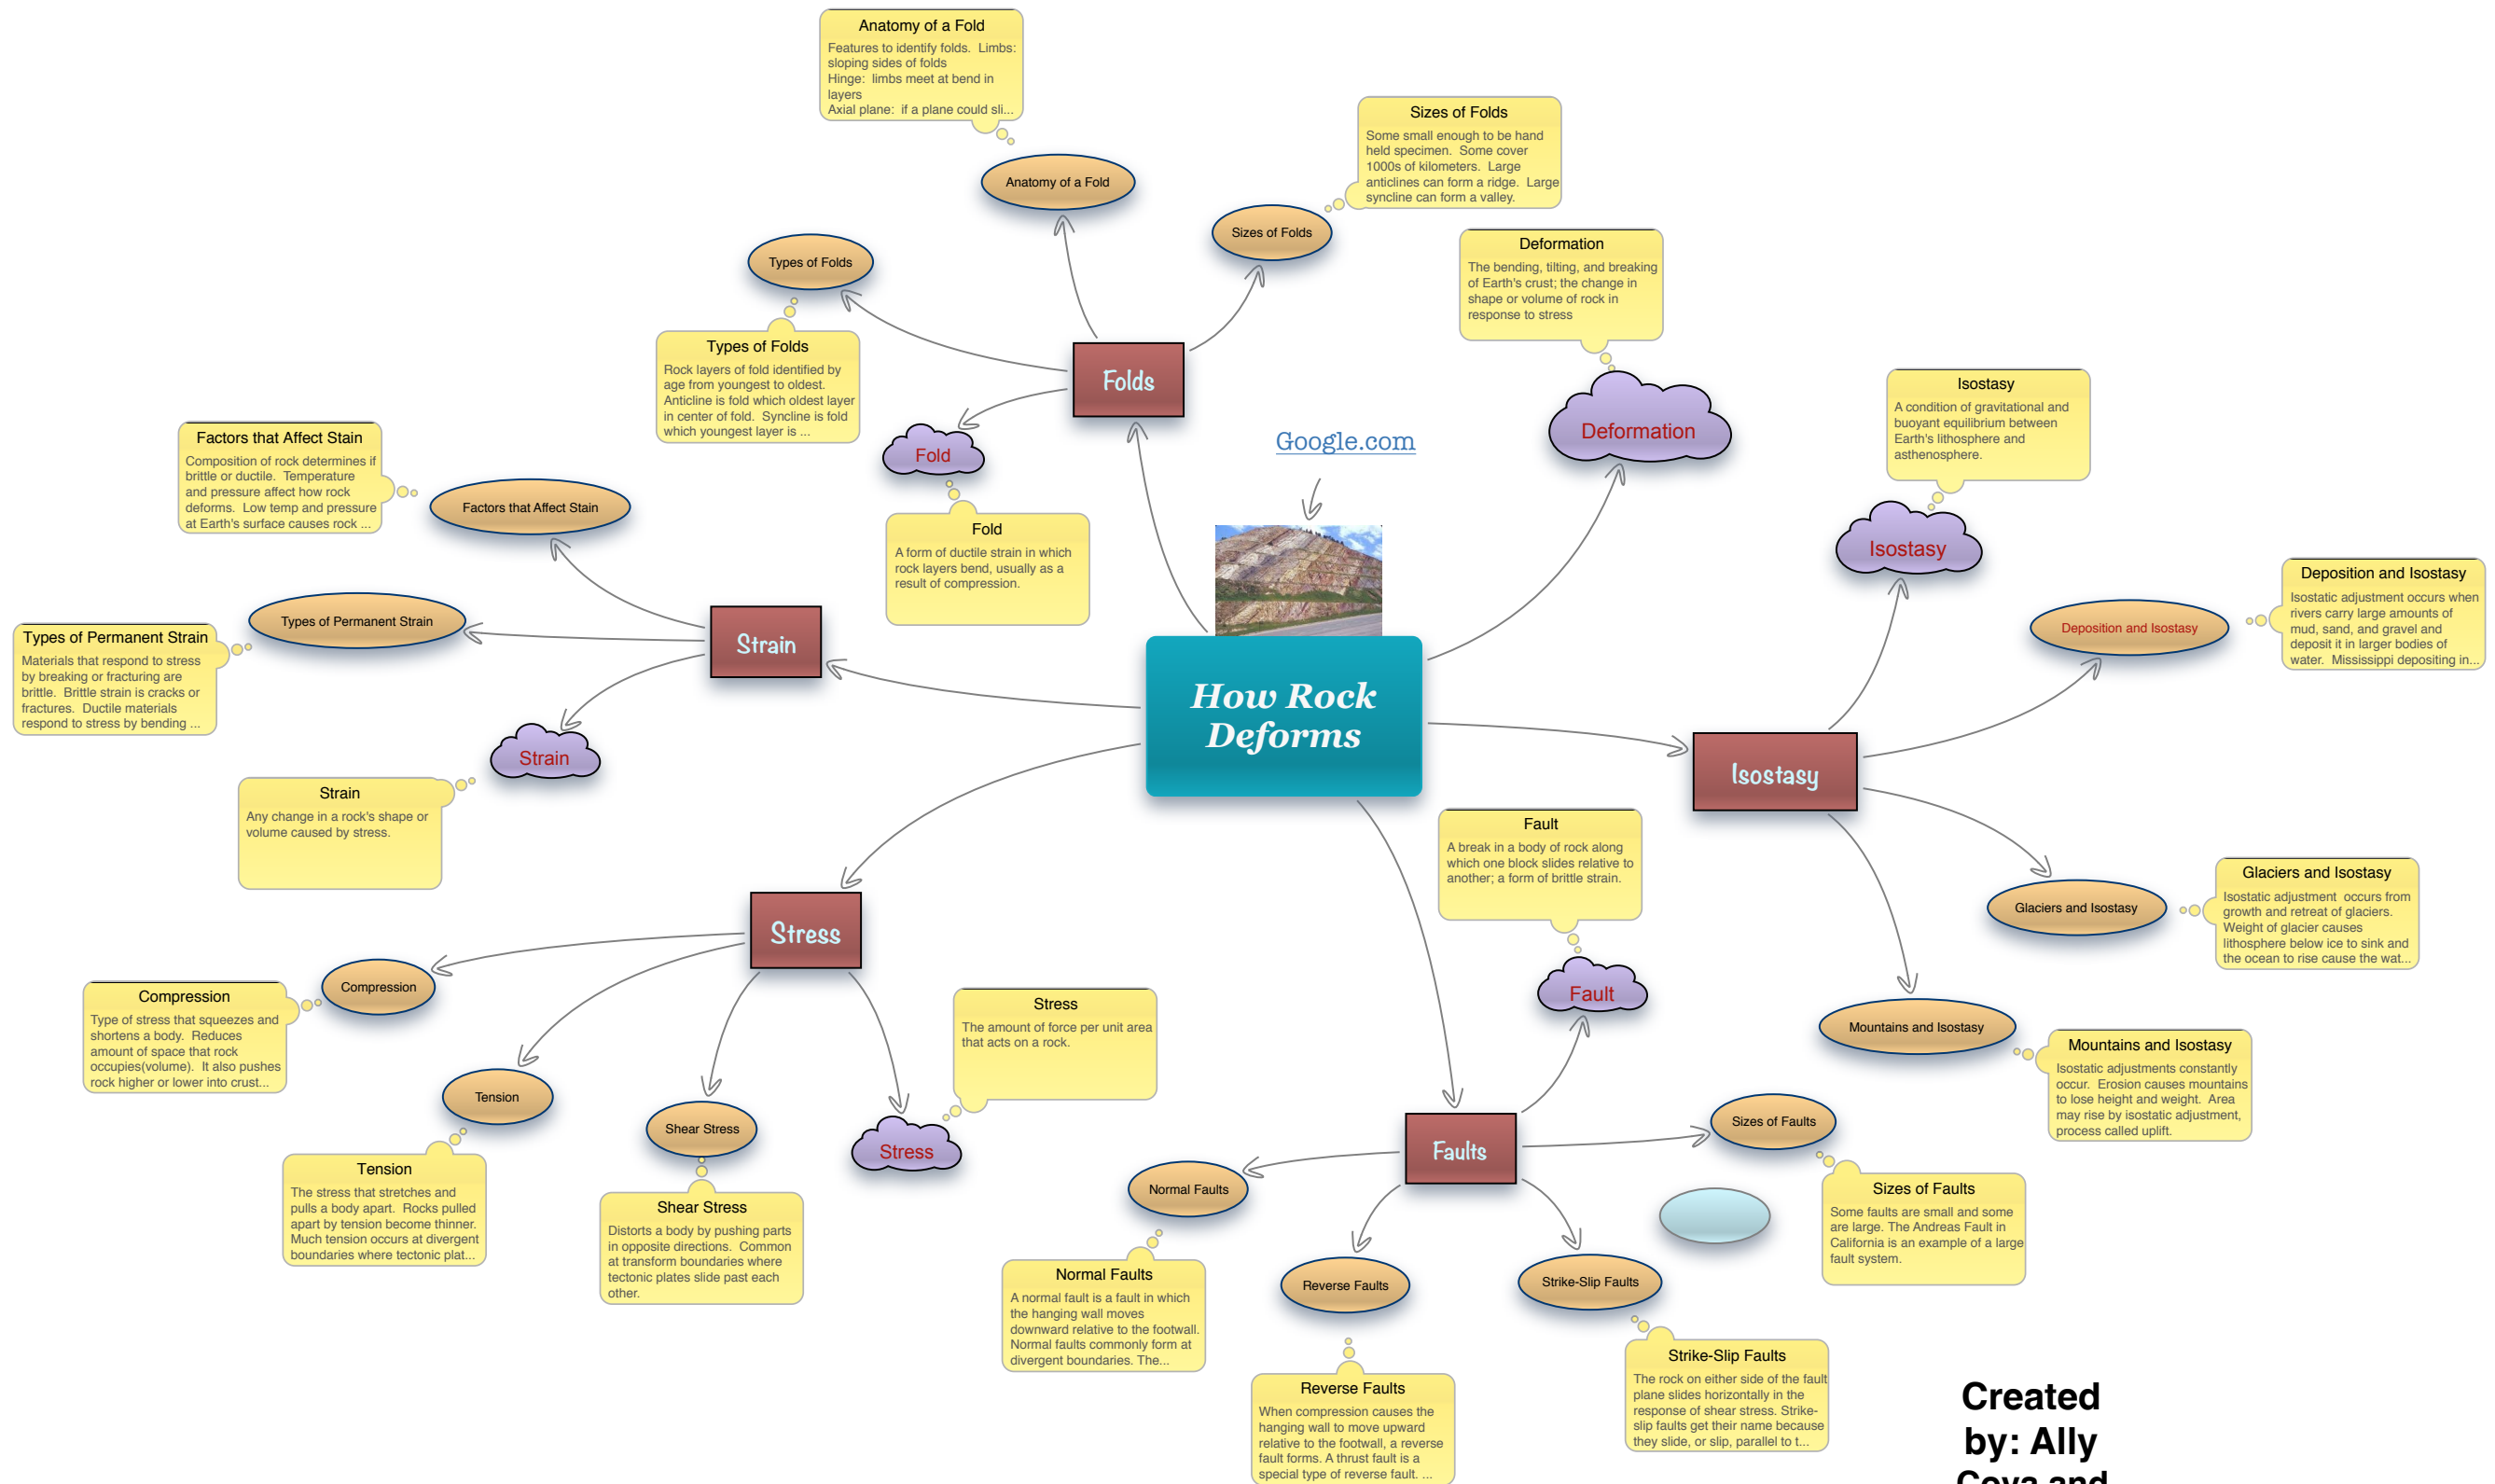 Anatomy of a Fold
Features to identify folds.  Limbs:
sloping sides of folds
Hinge:  limbs meet at bend in
layers
Axial plane:  if a plane could sli...
Anatomy of a Fold
Sizes of Folds
Some small enough to be hand
held specimen.  Some cover
1000s of kilometers.  Large
anticlines can form a ridge.  Large
syncline can form a valley.
Sizes of Folds
Types of Folds
Types of Folds
Rock layers of fold identified by
age from youngest to oldest.
Anticline is fold which oldest layer
in center of fold.  Syncline is fold
which youngest layer is ...
Folds
Fold
Fold
A form of ductile strain in which
rock layers bend, usually as a
result of compression.
Deformation
The bending, tilting, and breaking
of Earth's crust; the change in
shape or volume of rock in
response to stress
Deformation
Google.com
How Rock
Deforms
Isostasy
A condition of gravitational and
buoyant equilibrium between
Earth's lithosphere and
asthenosphere.
Isostasy
Deposition and Isostasy
Isostatic adjustment occurs when
rivers carry large amounts of
mud, sand, and gravel and
deposit it in larger bodies of
water.  Mississippi depositing in...
Deposition and Isostasy
Isostasy
Glaciers and Isostasy
Glaciers and Isostasy
Isostatic adjustment  occurs from
growth and retreat of glaciers.
Weight of glacier causes
lithosphere below ice to sink and
the ocean to rise cause the wat...
Mountains and Isostasy
Mountains and Isostasy
Isostatic adjustments constantly
occur.  Erosion causes mountains
to lose height and weight.  Area
may rise by isostatic adjustment,
process called uplift.
Factors that Affect Stain
Composition of rock determines if
brittle or ductile.  Temperature
and pressure affect how rock
deforms.  Low temp and pressure
at Earth's surface causes rock ...
Factors that Affect Stain
Types of Permanent Strain
Types of Permanent Strain
Materials that respond to stress
by breaking or fracturing are
brittle.  Brittle strain is cracks or
fractures.  Ductile materials
respond to stress by bending ...
Strain
Strain
Strain
Any change in a rock's shape or
volume caused by stress.
Stress
Compression
Compression
Type of stress that squeezes and
shortens a body.  Reduces
amount of space that rock
occupies(volume).  It also pushes
rock higher or lower into crust...
Tension
Tension
The stress that stretches and
pulls a body apart.  Rocks pulled
apart by tension become thinner.
Much tension occurs at divergent
boundaries where tectonic plat...
Shear Stress
Shear Stress
Distorts a body by pushing parts
in opposite directions.  Common
at transform boundaries where
tectonic plates slide past each
other.
Stress
The amount of force per unit area
that acts on a rock.
Stress
Fault
A break in a body of rock along
which one block slides relative to
another; a form of brittle strain.
Fault
Faults
Sizes of Faults
Sizes of Faults
Some faults are small and some
are large. The Andreas Fault in
California is an example of a large
fault system.
Normal Faults
Normal Faults
A normal fault is a fault in which
the hanging wall moves
downward relative to the footwall.
Normal faults commonly form at
divergent boundaries. The...
Reverse Faults
Reverse Faults
When compression causes the
hanging wall to move upward
relative to the footwall, a reverse
fault forms. A thrust fault is a
special type of reverse fault. ...
Strike-Slip Faults
Strike-Slip Faults
The rock on either side of the fault
plane slides horizontally in the
response of shear stress. Strike-
slip faults get their name because
they slide, or slip, parallel to t...
Created
by: Ally
Coya and